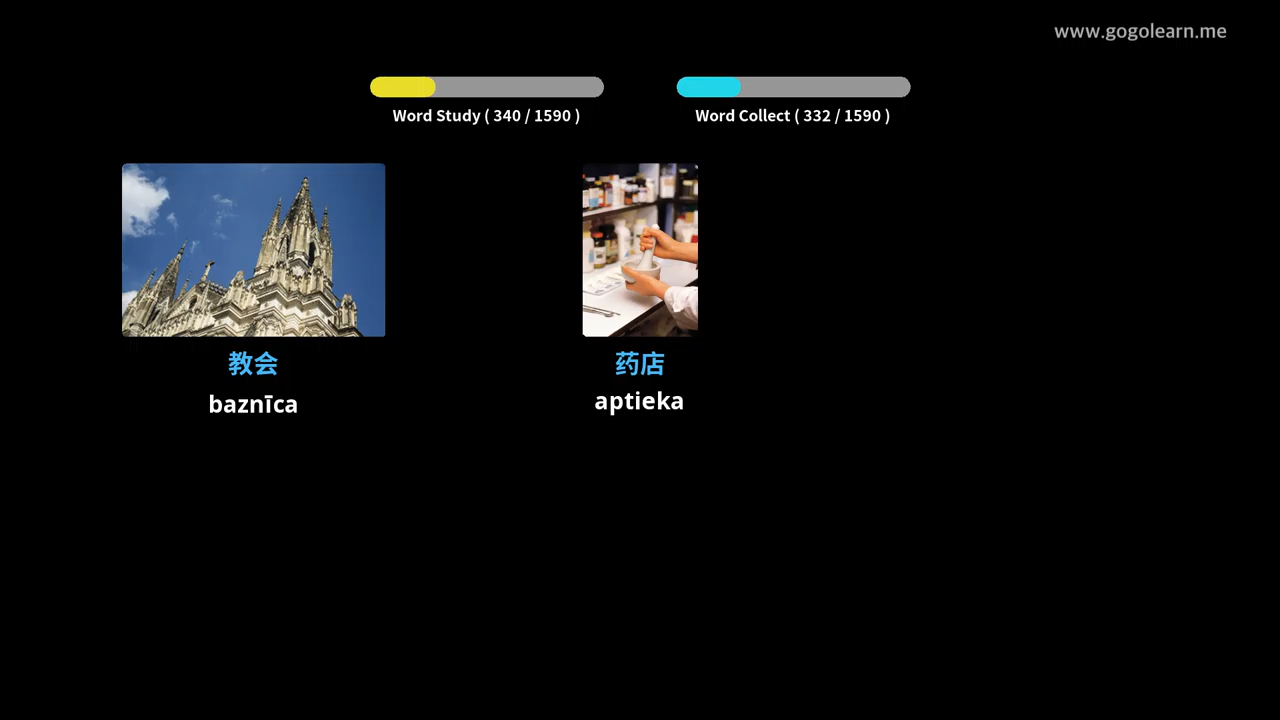 www.gogolearn.me
Word Study ( 340 / 1590 )
Word Collect ( 332 / 1590 )
教会
药店
baznīca
aptieka